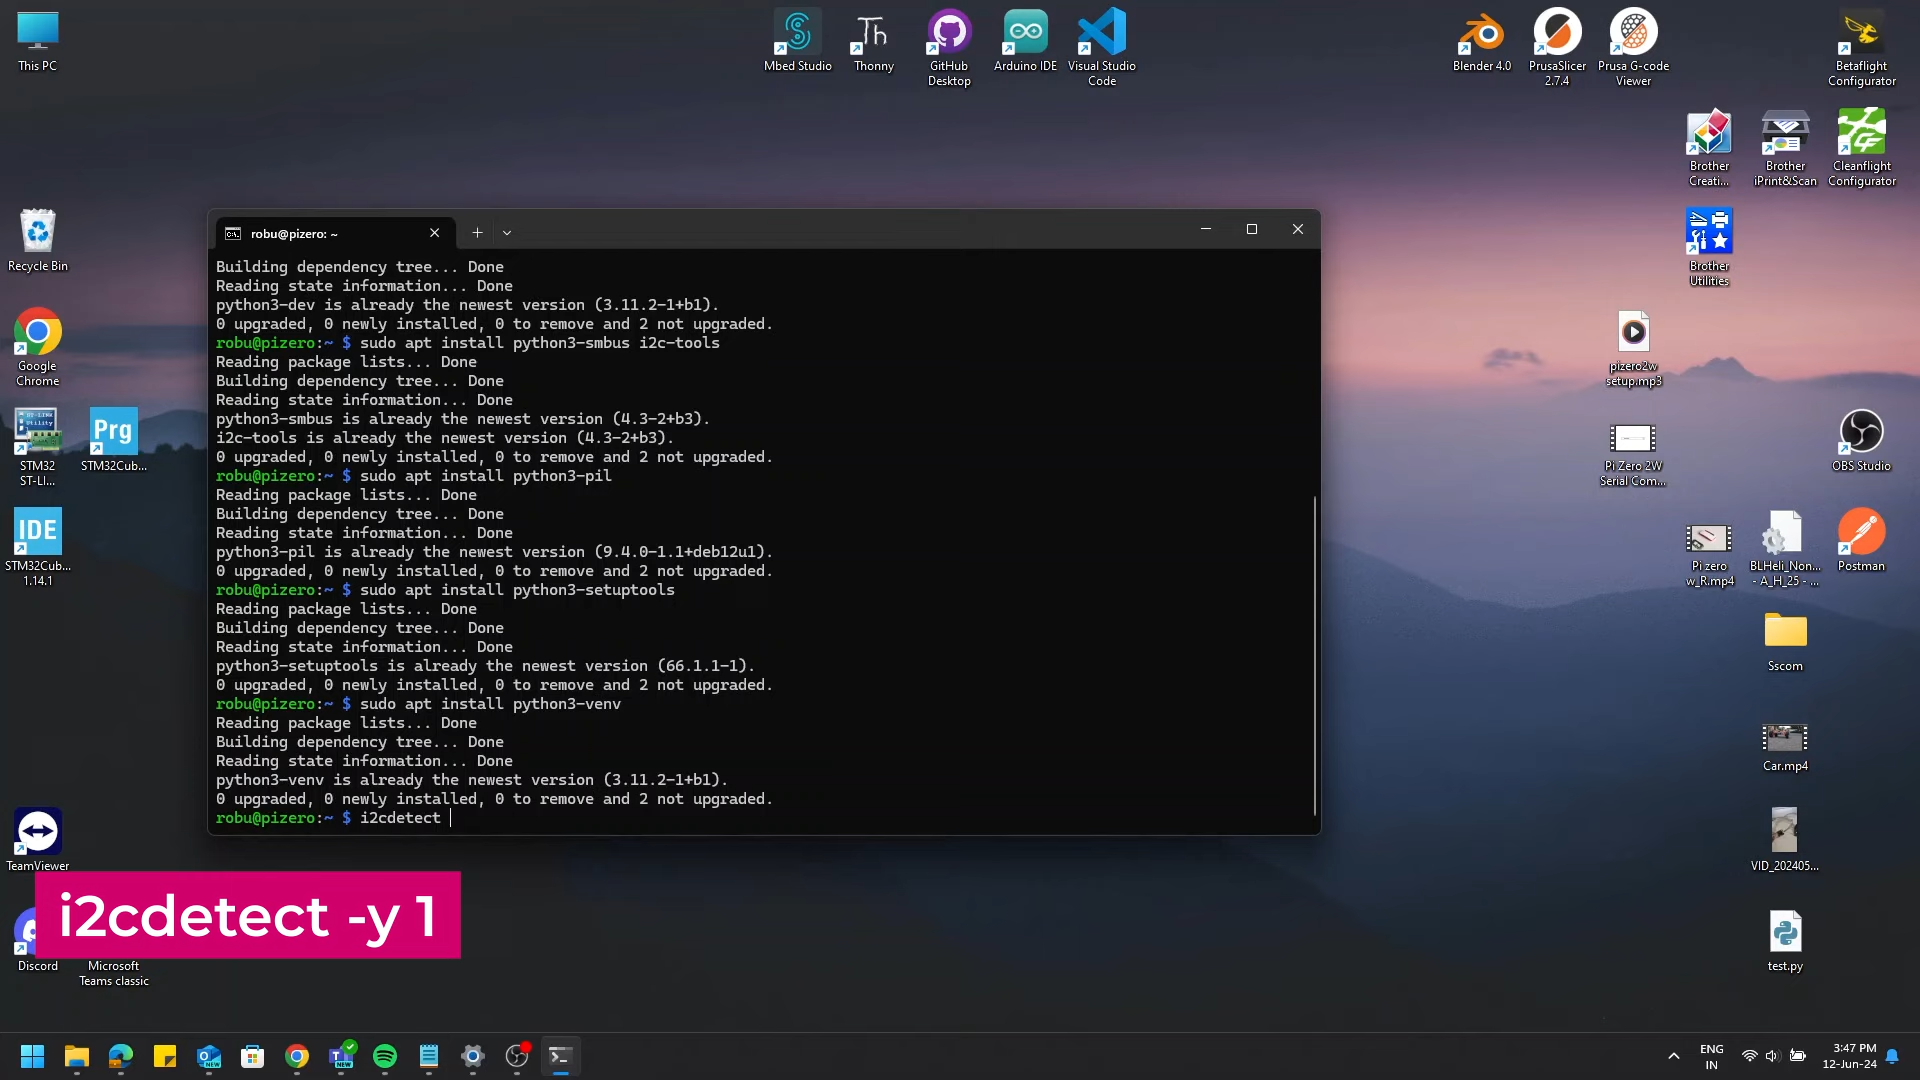 This PC
Mbed Studio
Thonny
GitHub
Desktop
Arduino IDE
Visual Studio
Code
Blender 4.0
PrusaSlicer
2.7.4
Prusa G-code
Viewer
Betaflight
Configurator
Brother
Creati...
Brother
iPrint&Scan
Cleanflight
Configurator
Recycle Bin
Brother
Utilities
Google
Chrome
pizero2w
setup.mp3
STM32
ST-LI...
Prg
STM32Cub...
Pi Zero 2W
Serial Com...
OBS Studio
IDE
STM32Cub...
1.14.1
Pi zero
w_R.mp4
BLHeli_Non...
- A_H_25 - ...
Postman
Sscom
Car.mp4
TeamViewer
VID_202405...
Discord
Microsoft
Teams classic
test.py
robu@pizero: ~
Building dependency tree... Done
Reading state information... Done
python3-dev is already the newest version (3.11.2-1+b1).
0 upgraded, 0 newly installed, 0 to remove and 2 not upgraded.
robu@pizero:~ $ sudo apt install python3-smbus i2c-tools
Reading package lists... Done
Building dependency tree... Done
Reading state information... Done
python3-smbus is already the newest version (4.3-2+b3).
i2c-tools is already the newest version (4.3-2+b3).
0 upgraded, 0 newly installed, 0 to remove and 2 not upgraded.
robu@pizero:~ $ sudo apt install python3-pil
Reading package lists... Done
Building dependency tree... Done
Reading state information... Done
python3-pil is already the newest version (9.4.0-1.1+deb12u1).
0 upgraded, 0 newly installed, 0 to remove and 2 not upgraded.
robu@pizero:~ $ sudo apt install python3-setuptools
Reading package lists... Done
Building dependency tree... Done
Reading state information... Done
python3-setuptools is already the newest version (66.1.1-1).
0 upgraded, 0 newly installed, 0 to remove and 2 not upgraded.
robu@pizero:~ $ sudo apt install python3-venv
Reading package lists... Done
Building dependency tree... Done
Reading state information... Done
python3-venv is already the newest version (3.11.2-1+b1).
0 upgraded, 0 newly installed, 0 to remove and 2 not upgraded.
robu@pizero:~ $ i2cdetect
i2cdetect -y 1
ENG
IN
3:47 PM
12-Jun-24